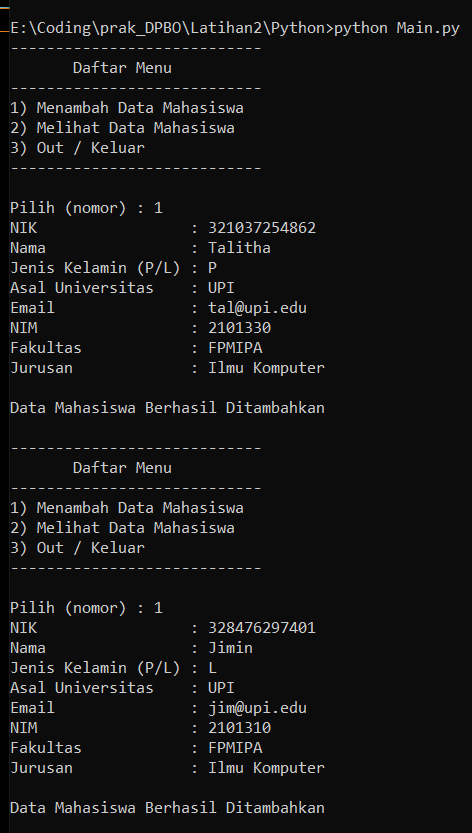 E:\Coding\prak_DPBO\Latihan2\Python>python Main.py
----------------------------
       Daftar Menu
----------------------------
1) Menambah Data Mahasiswa
2) Melihat Data Mahasiswa
3) Out / Keluar
----------------------------

Pilih (nomor) : 1
NIK                 : 321037254862
Nama                : Talitha
Jenis Kelamin (P/L) : P
Asal Universitas    : UPI
Email               : tal@upi.edu
NIM                 : 2101330
Fakultas            : FPMIPA
Jurusan             : Ilmu Komputer

Data Mahasiswa Berhasil Ditambahkan

----------------------------
       Daftar Menu
----------------------------
1) Menambah Data Mahasiswa
2) Melihat Data Mahasiswa
3) Out / Keluar
----------------------------

Pilih (nomor) : 1
NIK                 : 328476297401
Nama                : Jimin
Jenis Kelamin (P/L) : L
Asal Universitas    : UPI
Email               : jim@upi.edu
NIM                 : 2101310
Fakultas            : FPMIPA
Jurusan             : Ilmu Komputer

Data Mahasiswa Berhasil Ditambahkan